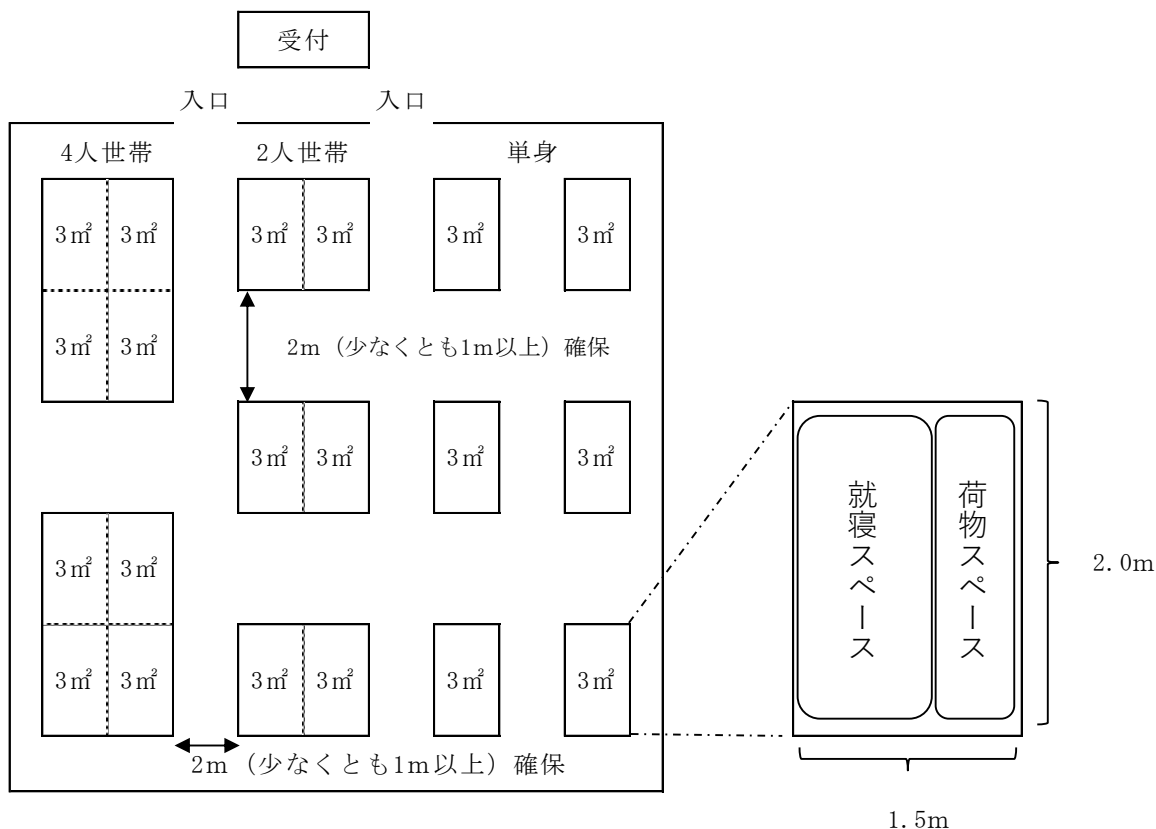 受付
入口 入口
4人世帯 2人世帯 単身
3㎡ 3㎡ 3㎡ 3㎡ 3㎡ 3㎡
3㎡ 3㎡
2m（少なくとも1m以上）確保
3㎡ 3㎡ 3㎡ 3㎡
3㎡ 3㎡
3㎡ 3㎡ 3㎡ 3㎡ 3㎡ 3㎡
2m（少なくとも1m以上）確保
就寝スペース
荷物スペース
2.0m
1.5m